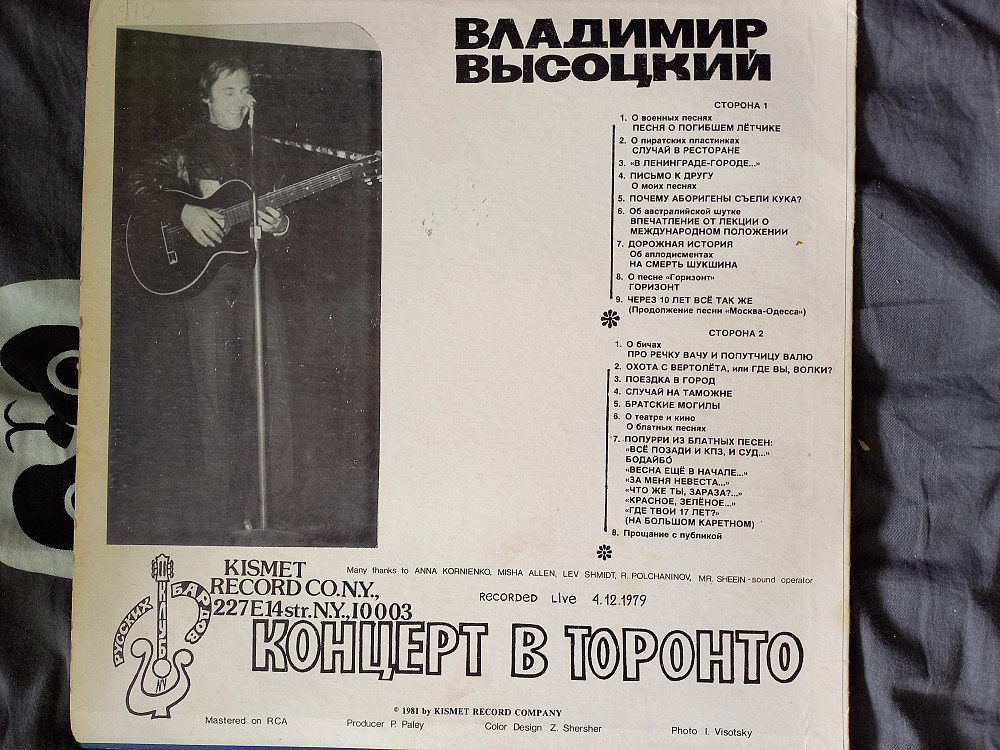 $10
ВЛАДИМИР
ВЫСОЦКИЙ
СТОРОНА 1
1. О военных песнях
ПЕСНЯ О ПОГИБШЕМ ЛЁТЧИКЕ
2. О пиратских пластинках
СЛУЧАЙ В РЕСТОРАНЕ
3. «В ЛЕНИНГРАДЕ-ГОРОДЕ...»
4. ПИСЬМО К ДРУГУ
О моих песнях
5. ПОЧЕМУ АБОРИГЕНЫ СЪЕЛИ КУКА?
6. Об австралийской шутке
ВПЕЧАТЛЕНИЕ ОТ ЛЕКЦИИ О
МЕЖДУНАРОДНОМ ПОЛОЖЕНИИ
7. ДОРОЖНАЯ ИСТОРИЯ
Об аплодисментах
НА СМЕРТЬ ШУКШИНА
8. О песне «Горизонт»
ГОРИЗОНТ
9. ЧЕРЕЗ 10 ЛЕТ ВСЁ ТАК ЖЕ
(Продолжение песни «Москва-Одесса»)
СТОРОНА 2
1. О бичах
ПРО РЕЧКУ ВАЧУ И ПОПУТЧИЦУ ВАЛЮ
2. ОХОТА С ВЕРТОЛЁТА, или ГДЕ ВЫ, ВОЛКИ?
3. ПОЕЗДКА В ГОРОД
4. СЛУЧАЙ НА ТАМОЖНЕ
5. БРАТСКИЕ МОГИЛЫ
6. О театре и кино
О блатных песнях
7. ПОПУРРИ ИЗ БЛАТНЫХ ПЕСЕН:
«ВСЁ ПОЗАДИ И КПЗ, И СУД...»
БОДАЙБО
«ВЕСНА ЕЩЁ В НАЧАЛЕ...»
«ЗА МЕНЯ НЕВЕСТА...»
«ЧТО ЖЕ ТЫ, ЗАРАЗА?...»
«КРАСНОЕ, ЗЕЛЁНОЕ...»
«ГДЕ ТВОИ 17 ЛЕТ?»
(НА БОЛЬШОМ КАРЕТНОМ)
8. Прощание с публикой
KISMET
RECORD CO.N.Y.,
227E14str.N.Y.,10003
Many thanks to ANNA KORNIENKO, MISHA ALLEN, LEV SHMIDT, R. POLCHANINOV, MR. SHEEIN-sound operator
RECORDED LIVE 4.12.1979
РУССКИХ
КЛУБ
БАРДОВ
NY
КОНЦЕРТ В ТОРОНТО
© 1981 by KISMET RECORD COMPANY
Mastered on RCA
Producer P. Paley
Color Design Z. Shersher
Photo I. Visotsky